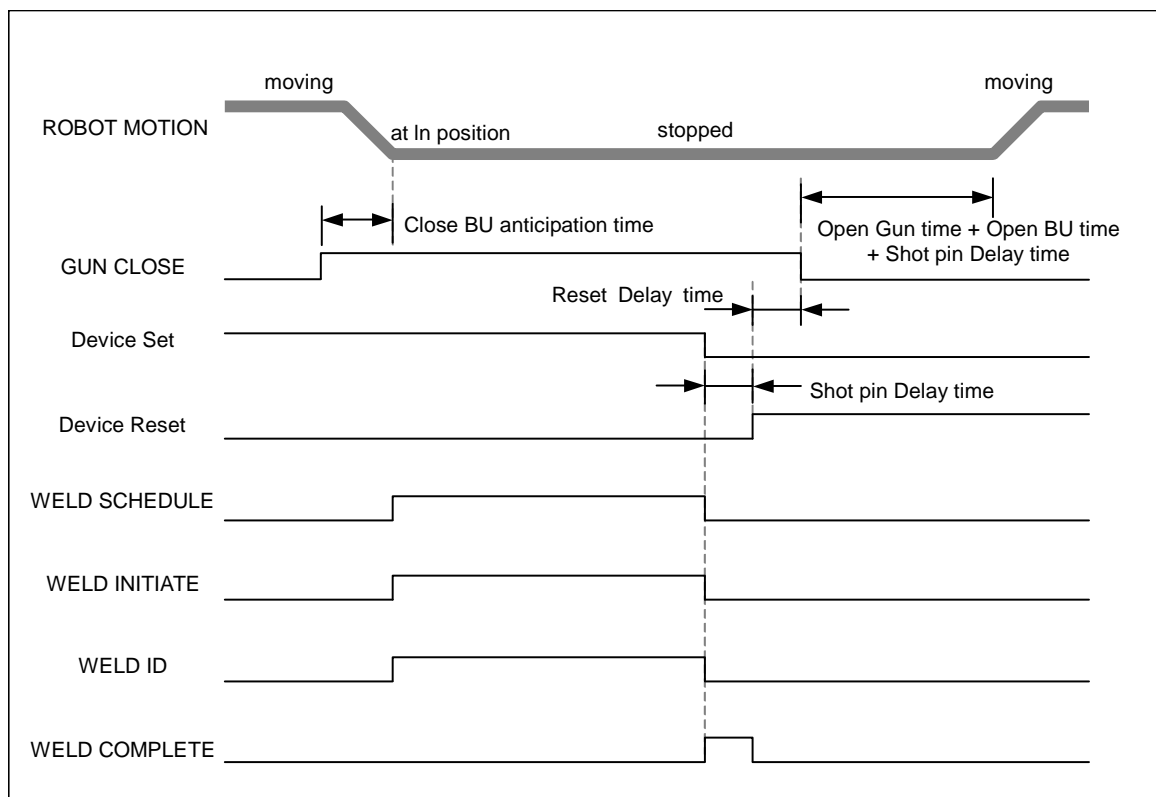 moving
moving
ROBOT MOTION
at In position
stopped
Close BU anticipation time
Open Gun time + Open BU time
+ Shot pin Delay time
GUN CLOSE
Reset Delay time
Device Set
Shot pin Delay time
Device Reset
WELD SCHEDULE
WELD INITIATE
WELD ID
WELD COMPLETE